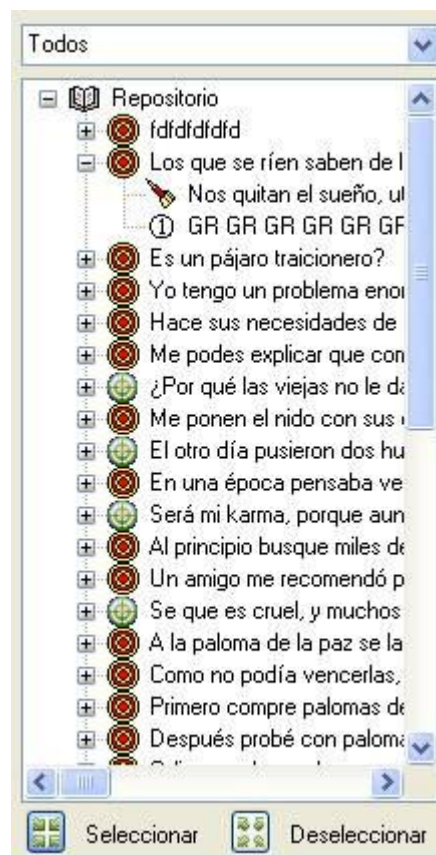 Todos
Repositorio
fdfdfdfdfd
Los que se ríen saben de l
Nos quitan el sueño, ul
① GR GR GR GR GR GF
Es un pájaro traicionero?
Yo tengo un problema enor
Hace sus necesidades de
Me podes explicar que con
¿Por qué las viejas no le da
Me ponen el nido con sus
El otro día pusieron dos hu
En una época pensaba ve
Será mi karma, porque aun
Al principio busque miles de
Un amigo me recomendó p
Se que es cruel, y muchos
A la paloma de la paz se la
Como no podía vencerlas,
Primero compre palomas de
Después probé con paloma
Seleccionar Deseleccionar